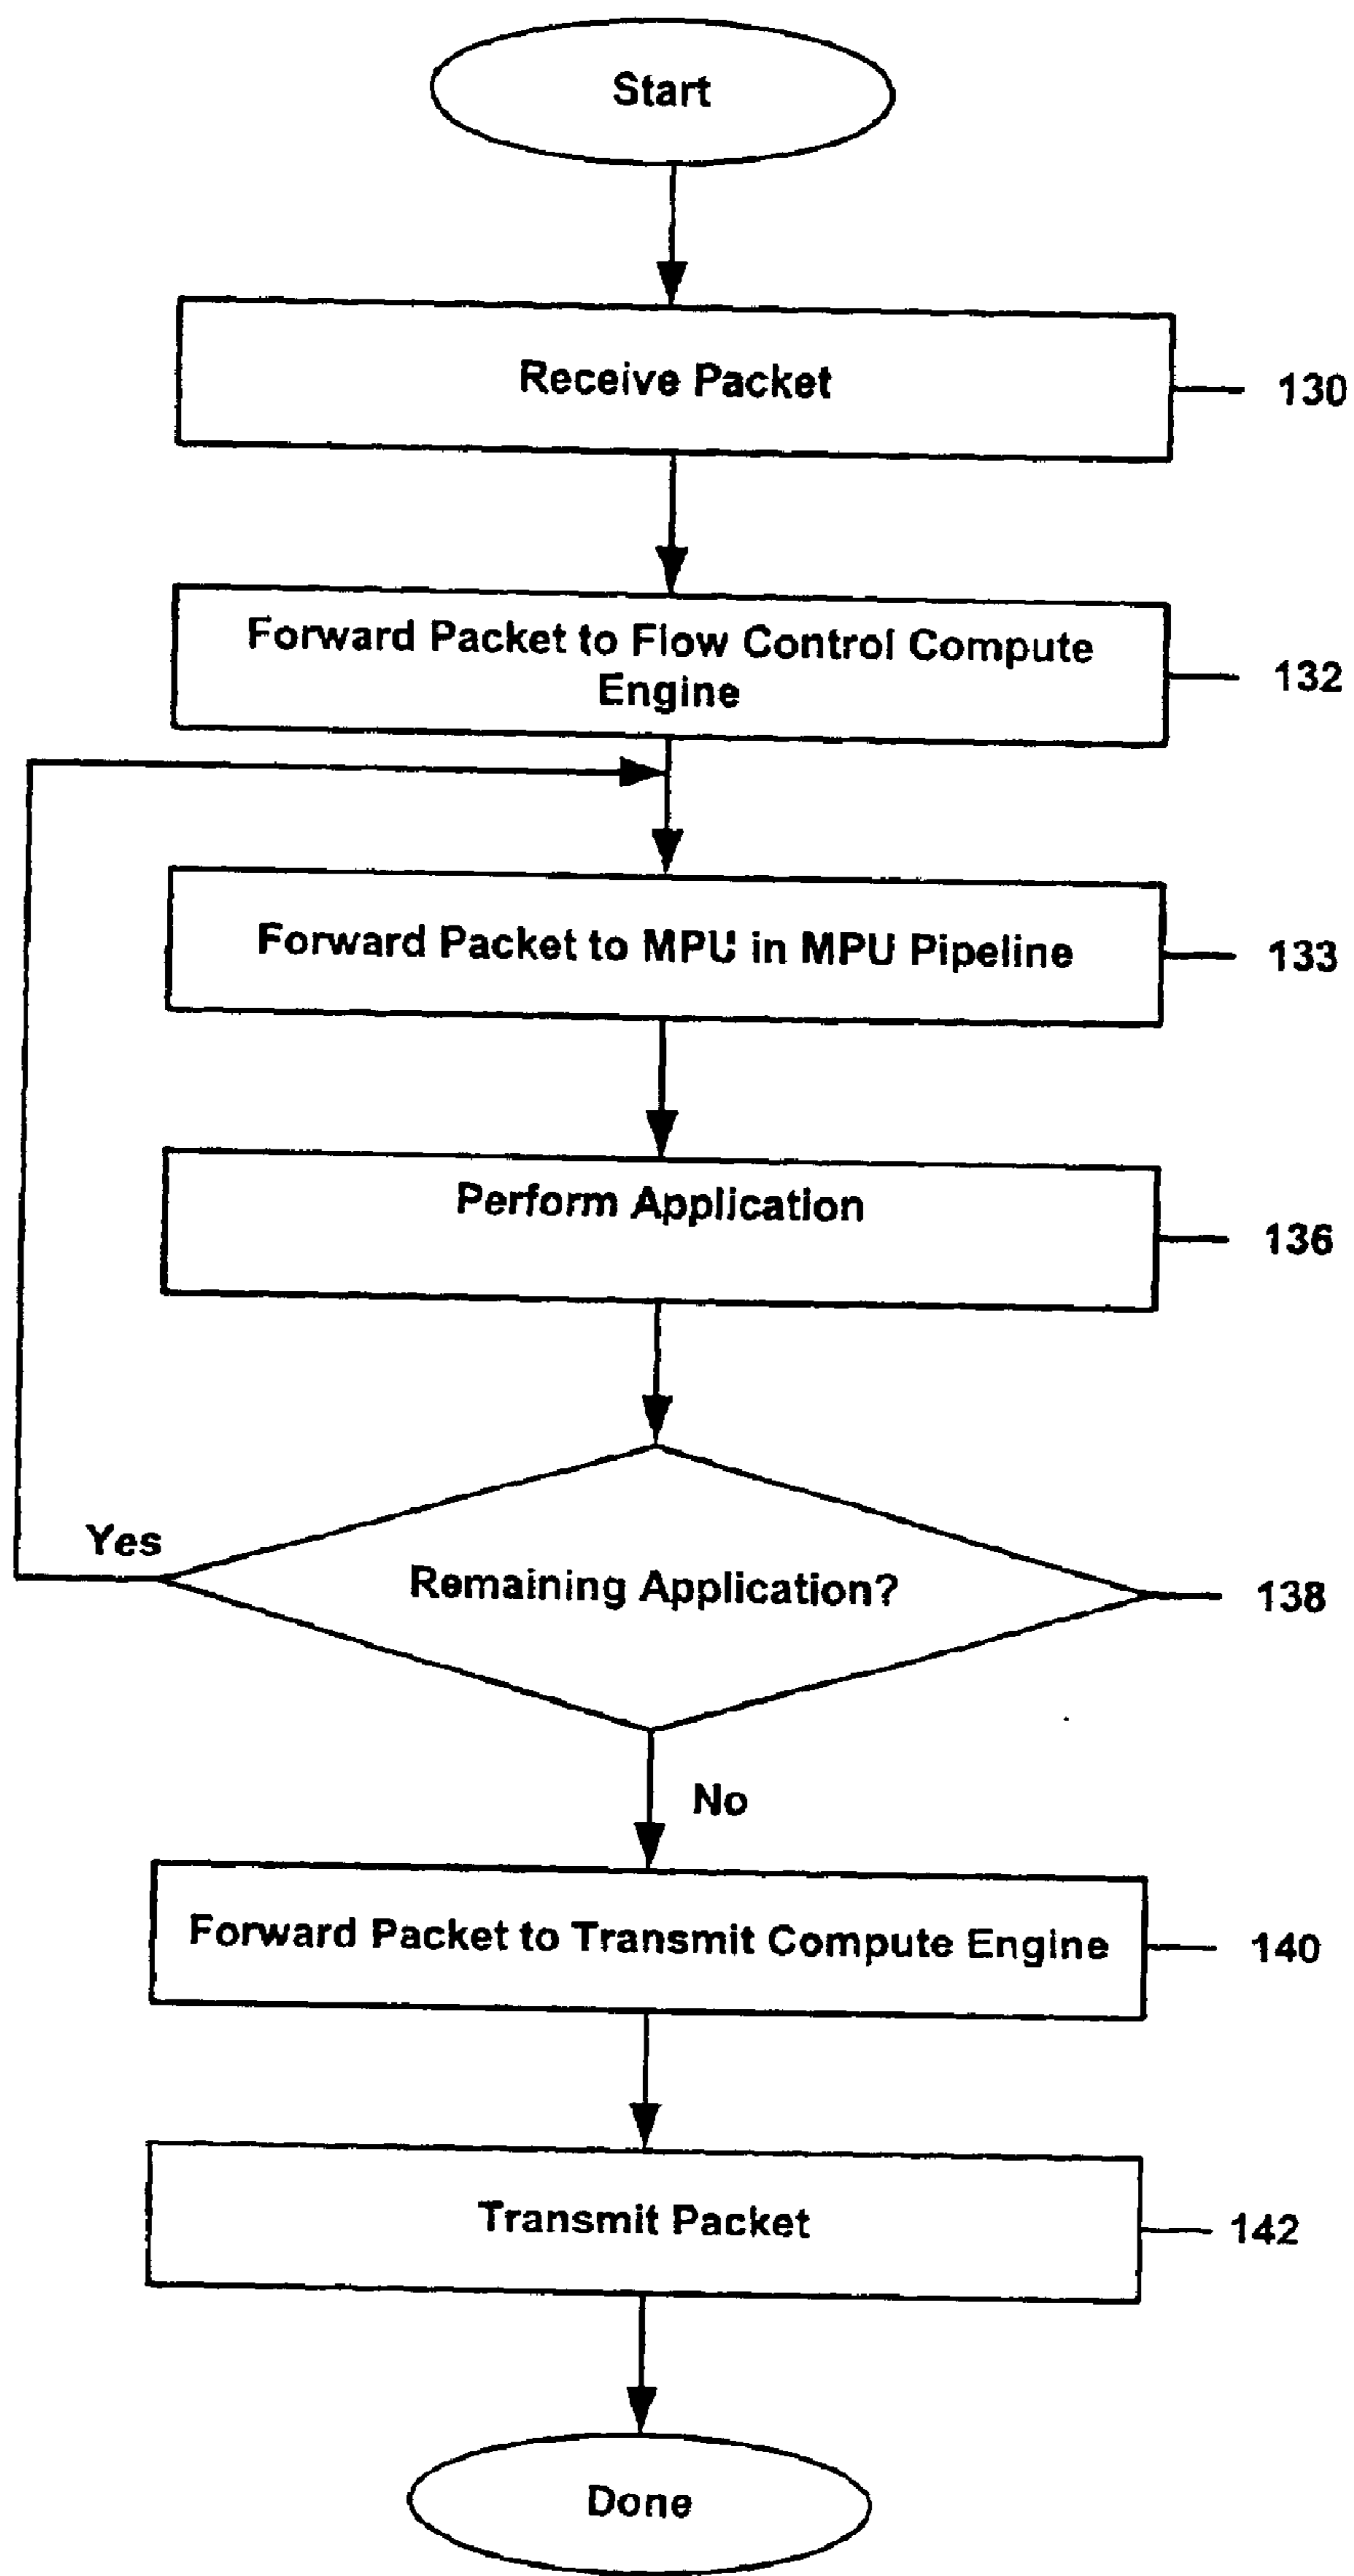 Start
Receive Packet
130
Forward Packet to Flow Control Compute
Engine
132
Forward Packet to MPU in MPU Pipeline
133
Perform Application
136
Yes
Remaining Application?
138
No
Forward Packet to Transmit Compute Engine
140
Transmit Packet
142
Done